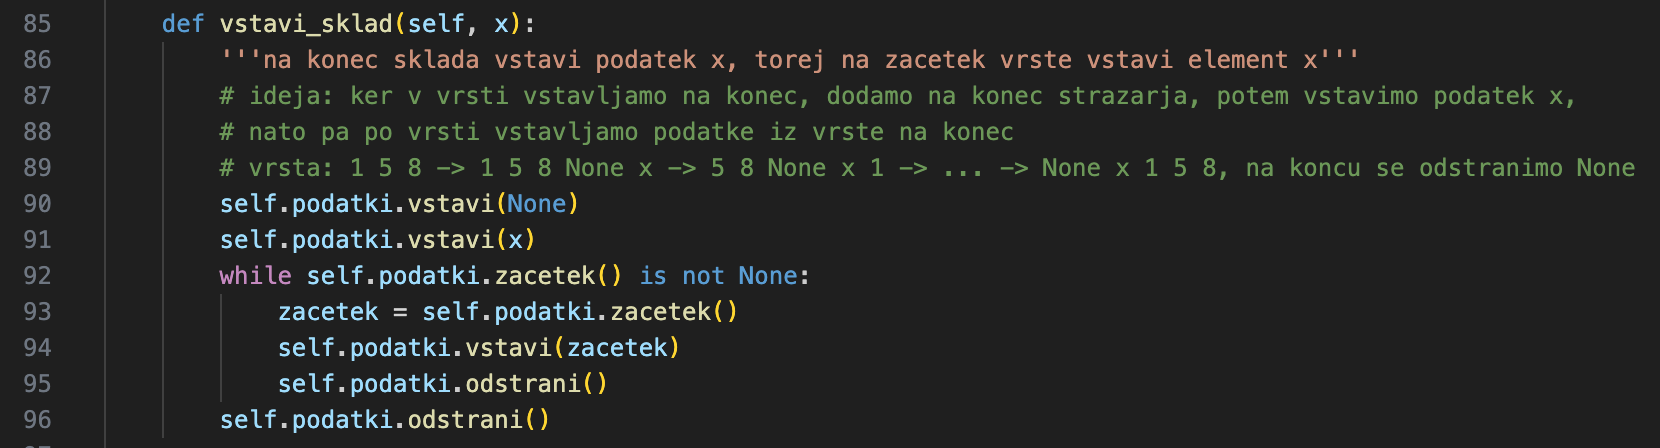 85 def vstavi_sklad(self, x):
86 '''na konec sklada vstavi podatek x, torej na zacetek vrste vstavi element x'''
87 # ideja: ker v vrsti vstavljamo na konec, dodamo na konec strazarja, potem vstavimo podatek x,
88 # nato pa po vrsti vstavljamo podatke iz vrste na konec
89 # vrsta: 1 5 8 -> 1 5 8 None x -> 5 8 None x 1 -> ... -> None x 1 5 8, na koncu se odstranimo None
90 self.podatki.vstavi(None)
91 self.podatki.vstavi(x)
92 while self.podatki.zacetek() is not None:
93 zacetek = self.podatki.zacetek()
94 self.podatki.vstavi(zacetek)
95 self.podatki.odstrani()
96 self.podatki.odstrani()